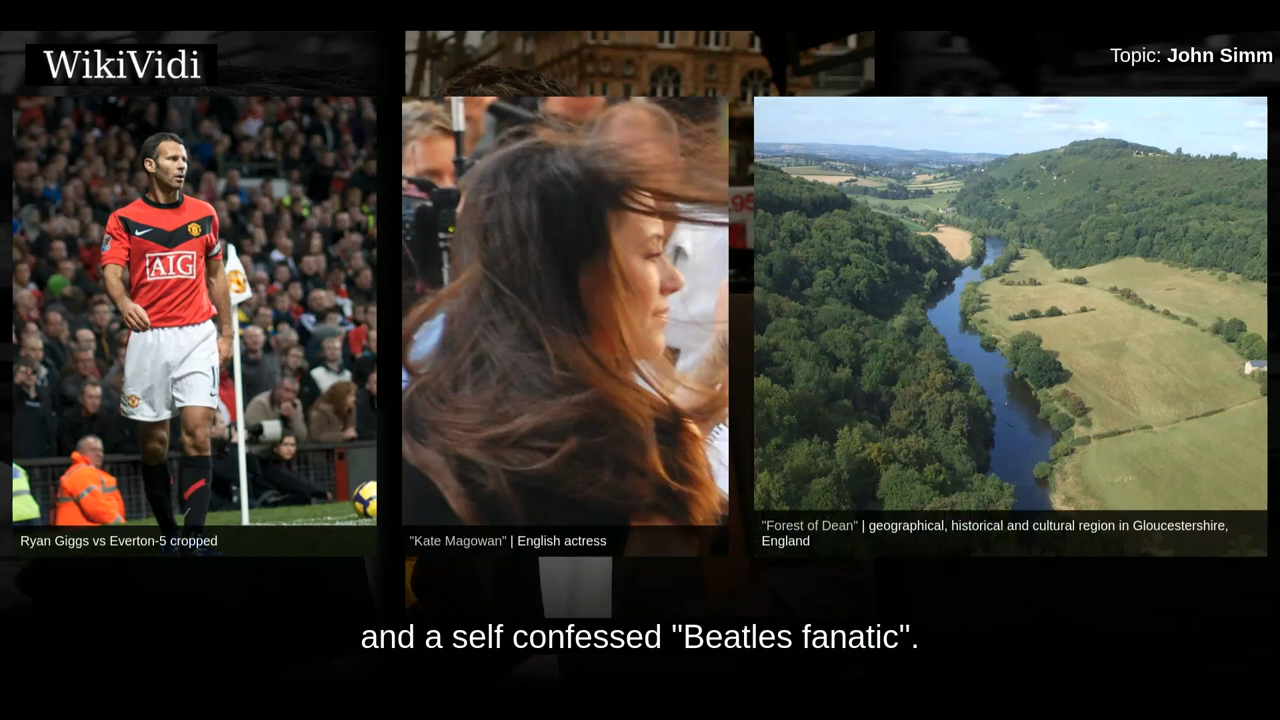 WikiVidi
Topic: John Simm
AIG
Ryan Giggs vs Everton-5 cropped
"Kate Magowan" | English actress
"Forest of Dean" | geographical, historical and cultural region in Gloucestershire,
England
and a self confessed "Beatles fanatic".